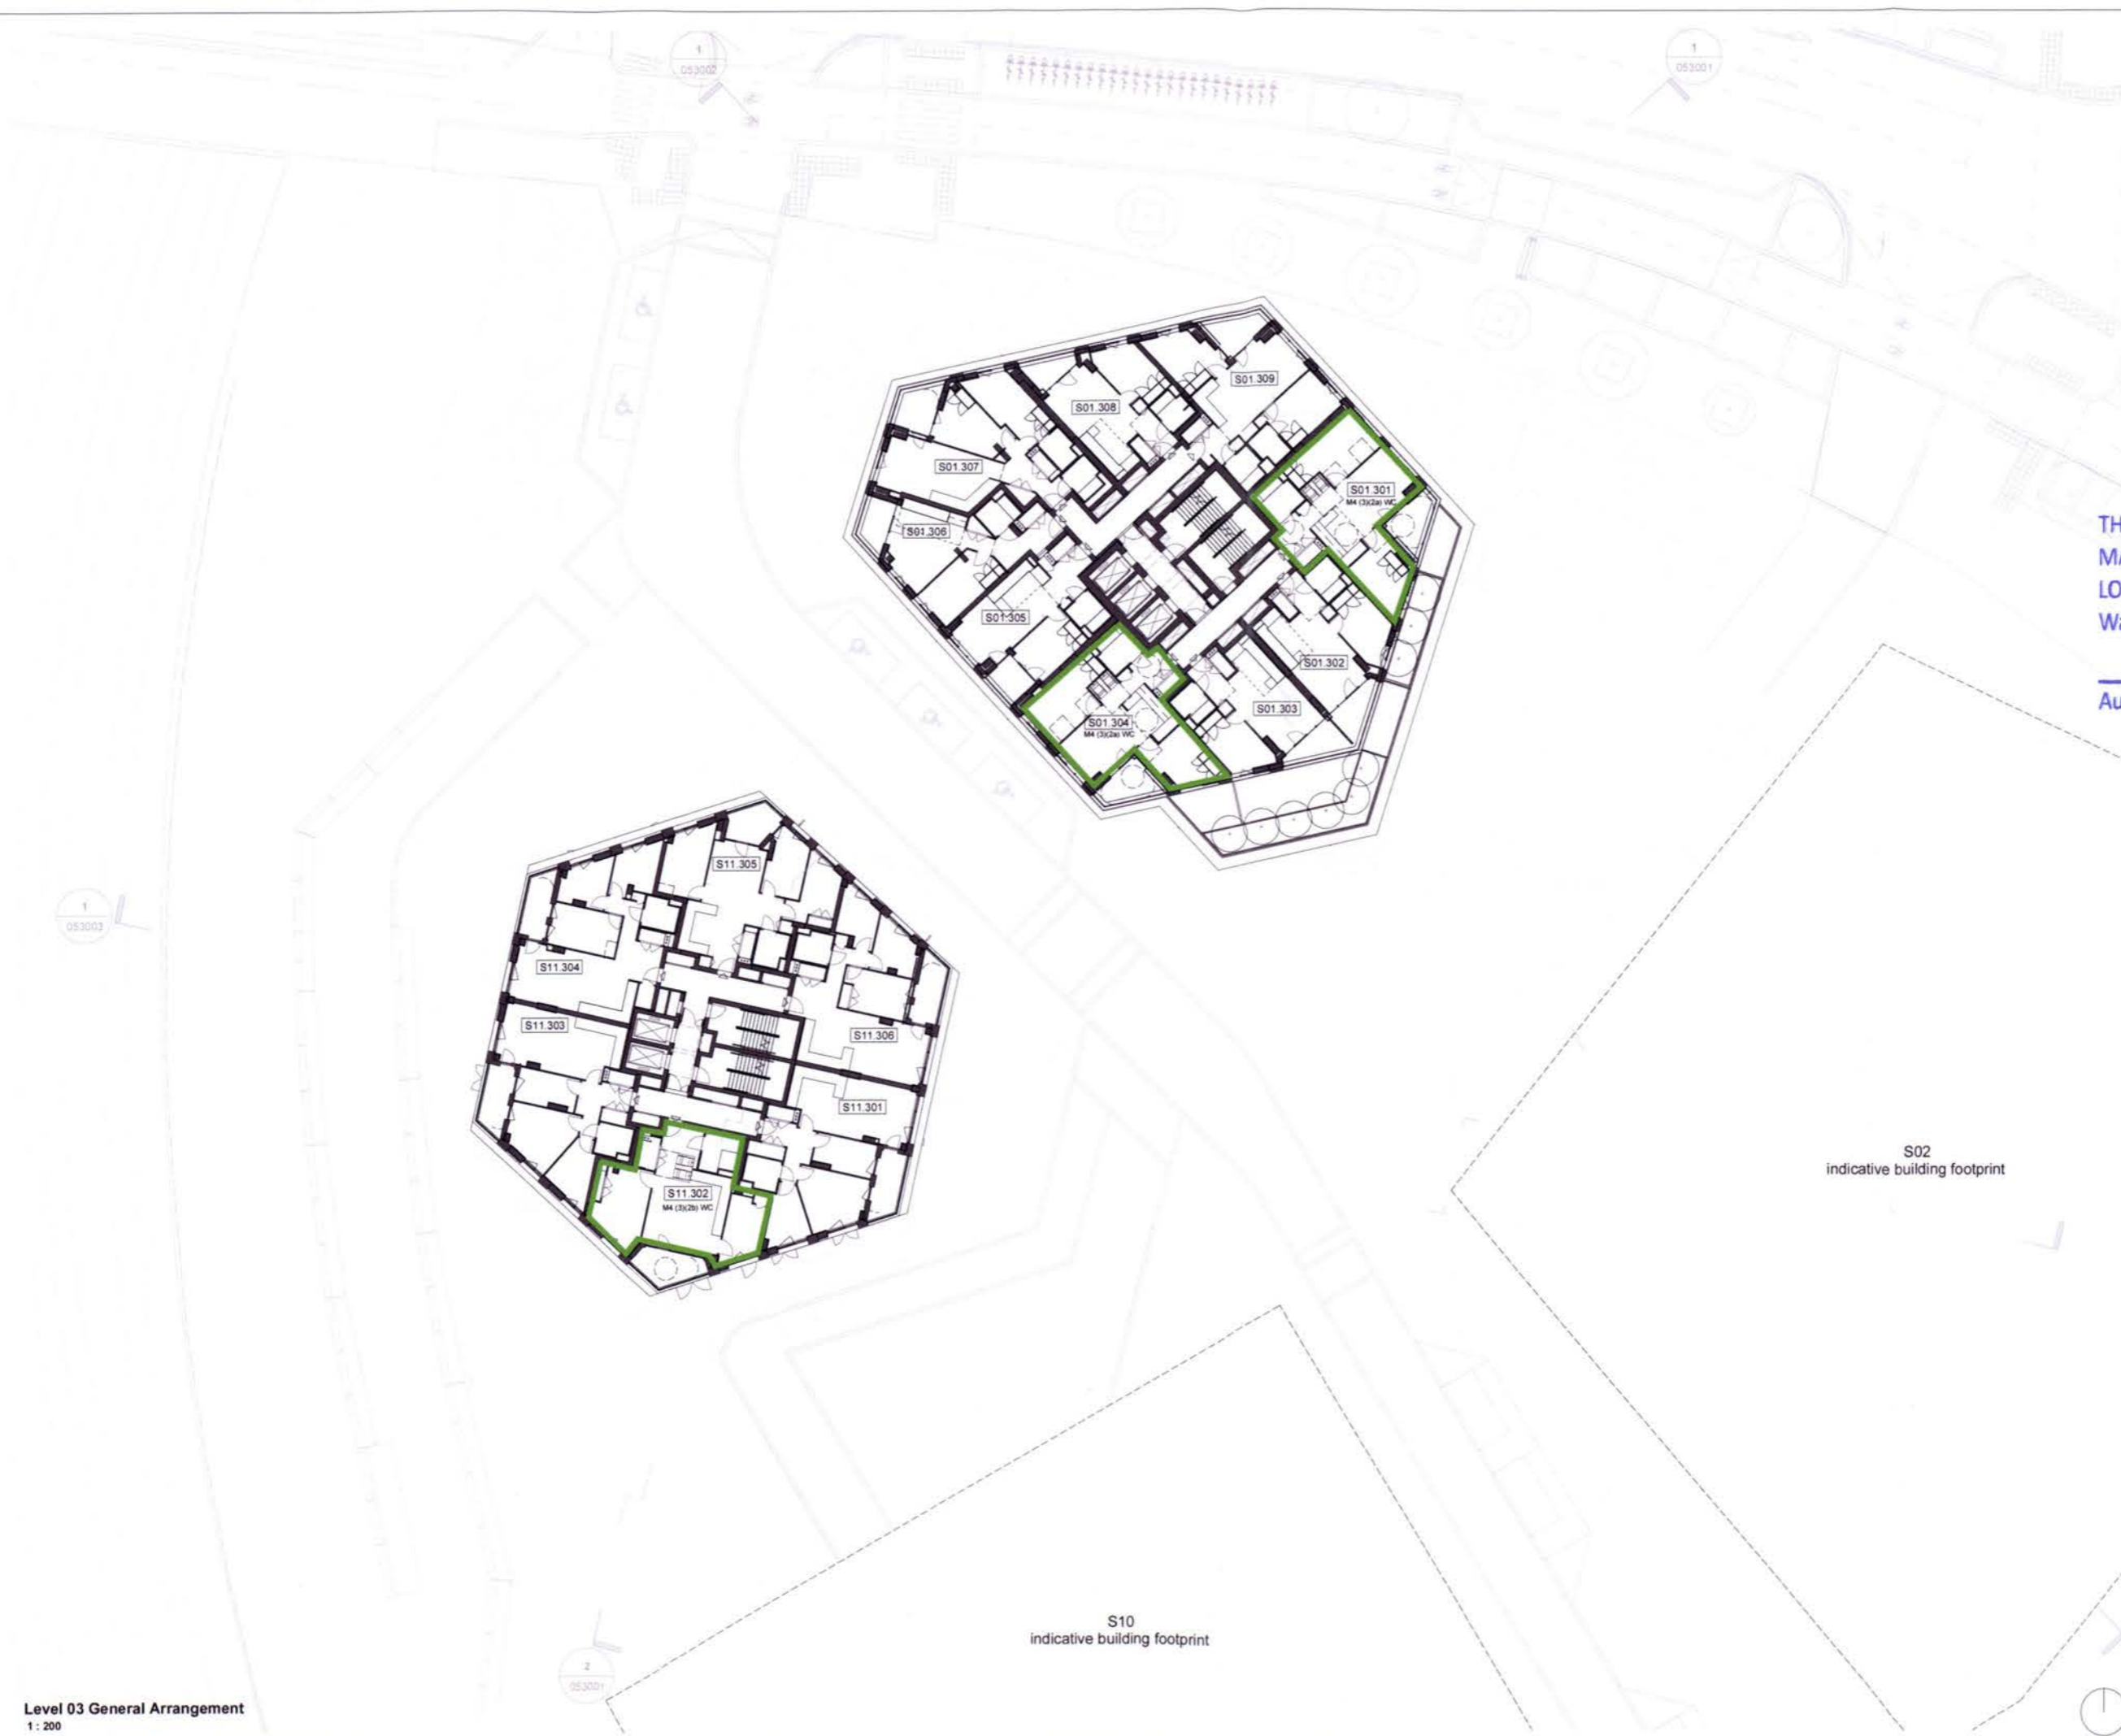 1
053002
1
053001
S01.309
S01.308
S01.307
S01.301
M4 (3)(2a) WC
S01.306
S01.305
S01.302
S01.303
S01.304
M4 (3)(2a) WC
TH
MA
LO
Wa
Au
S11.305
1
053003
S11.304
S11.303
S11.306
S11.301
S11.302
M4 (3)(2b) WC
S02
indicative building footprint
S10
indicative building footprint
2
053001
Level 03 General Arrangement
1 : 200